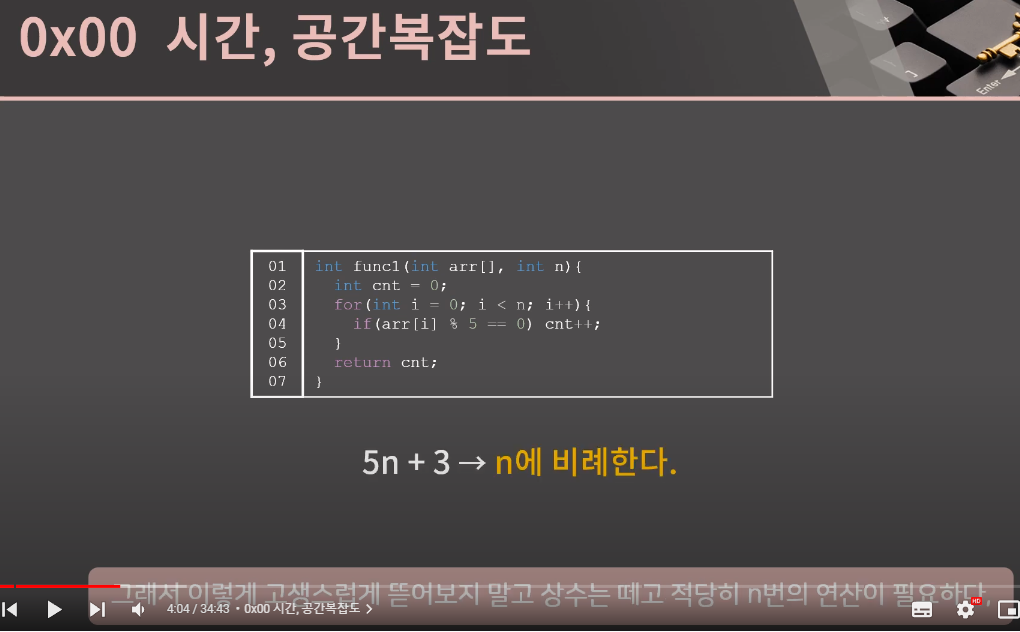 0x00 시간, 공간복잡도
Enter
01 int func1(int arr[], int n){
02 int cnt = 0;
03 for(int i = 0; i < n; i++){
04 if(arr[i] % 5 == 0) cnt++;
05 }
06 return cnt;
07 }
5n + 3 → n에 비례한다.
그래서 이렇게 고생스럽게 뜯어보지 말고 상수는 떼고 적당히 n번의 연산이 필요하다,
4:04 / 34:43 • 0x00 시간, 공간복잡도 >
HD